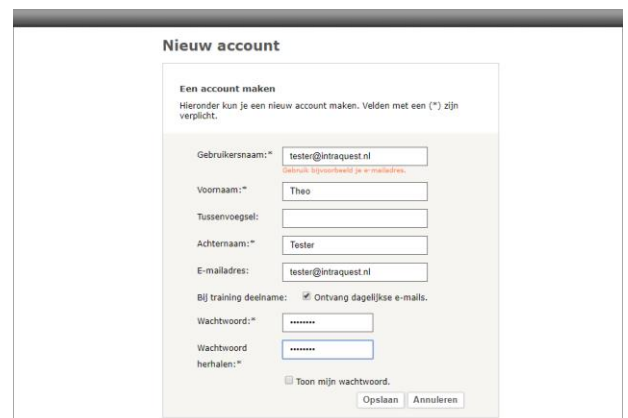 Nieuw account
Een account maken
Hieronder kun je een nieuw account maken. Velden met een (*) zijn
verplicht.
Gebruikersnaam:* tester@intraquest.nl
Gebruik bijvoorbeeld je e-mailadres.
Voornaam:* Theo
Tussenvoegsel:
Achternaam:* Tester
E-mailadres: tester@intraquest.nl
Bij training deelname: Ontvang dagelijkse e-mails.
Wachtwoord:* ••••••••
Wachtwoord ••••••••
herhalen:*
Toon mijn wachtwoord.
Opslaan Annuleren